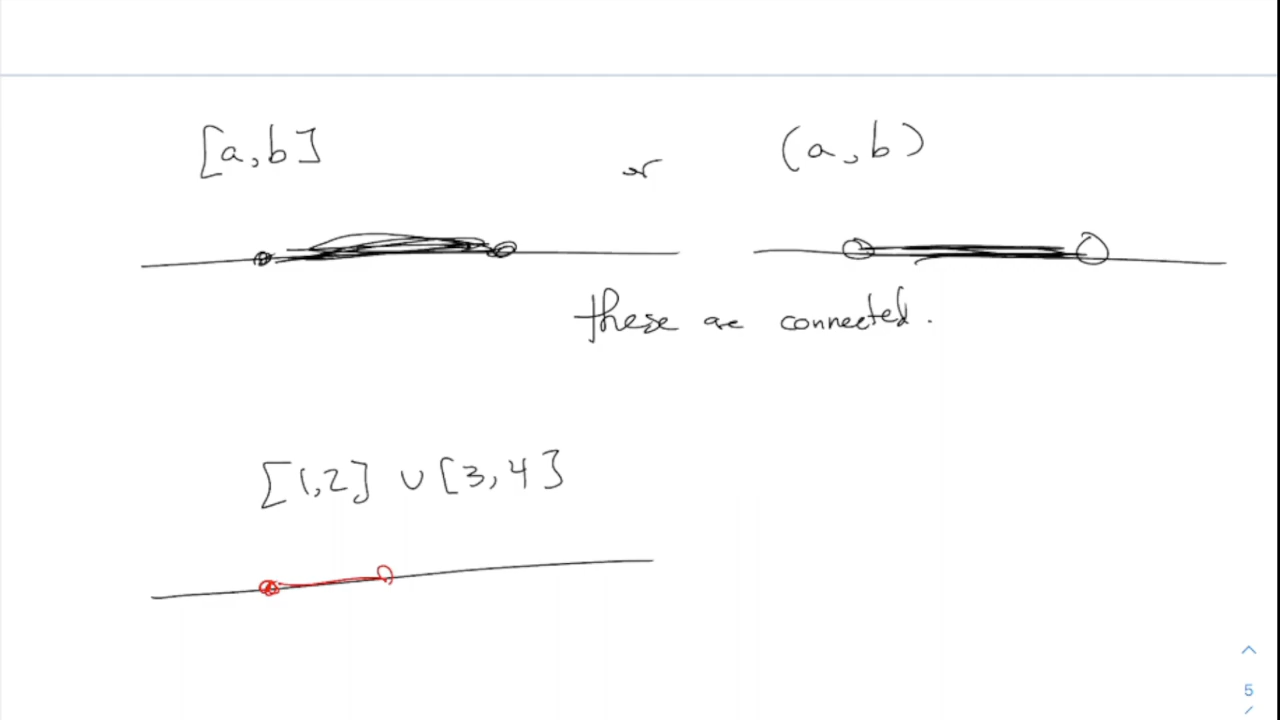 [a,b] or (a,b)
these are connected.
[1,2] ∪ [3,4]
5